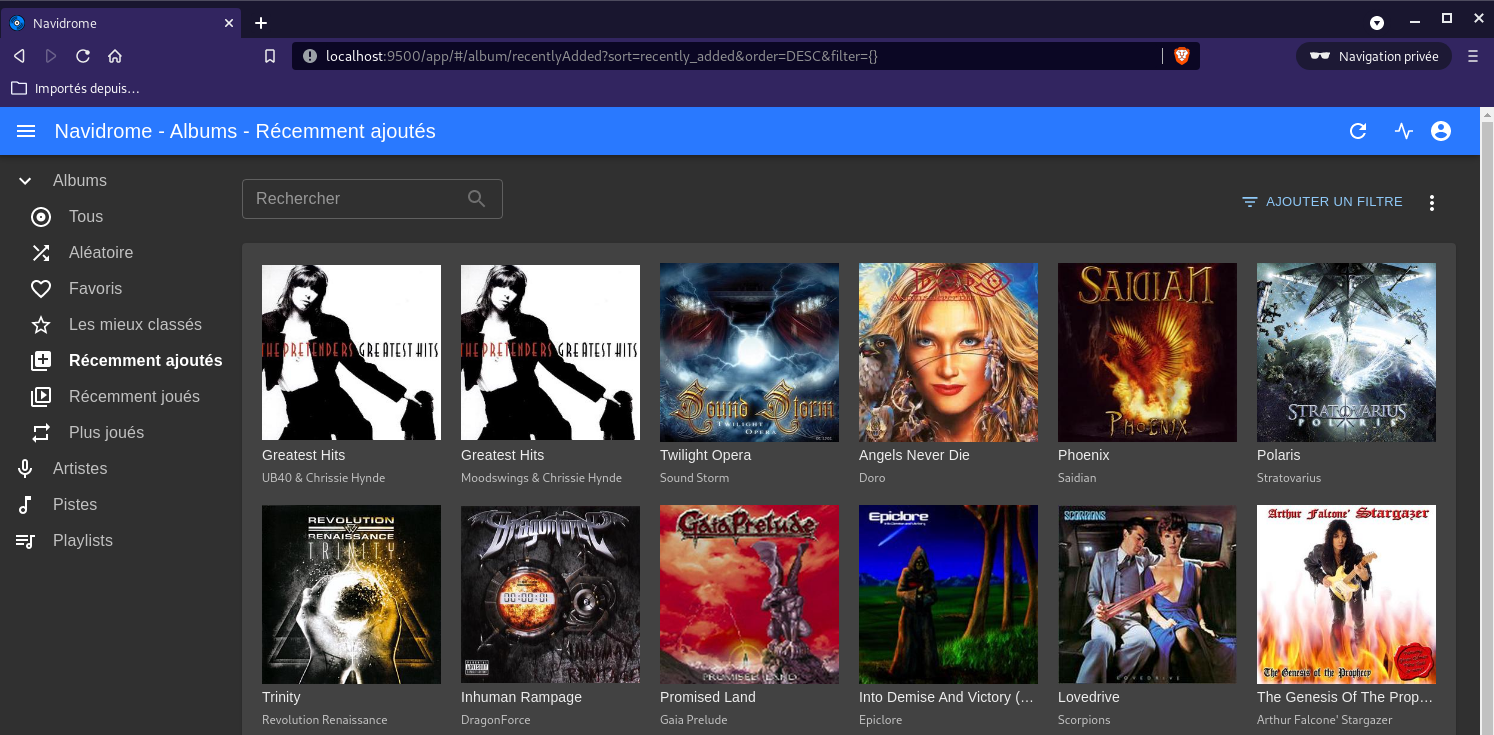 Navidrome
localhost:9500/app/#/album/recentlyAdded?sort=recently_added&order=DESC&filter={}
Navigation privée
Importés depuis…
Navidrome - Albums - Récemment ajoutés
Albums
Tous
Aléatoire
Favoris
Les mieux classés
Récemment ajoutés
Récemment joués
Plus joués
Artistes
Pistes
Playlists
Rechercher
AJOUTER UN FILTRE
THE PRETENDERS GREATEST HITS
THE PRETENDERS GREATEST HITS
Sound Storm
TWILIGHT OPERA
DORO
SAIDIAN
PHOENIX
STRATOVARIUS
POLARIS
Greatest Hits
UB40 & Chrissie Hynde
Greatest Hits
Moodswings & Chrissie Hynde
Twilight Opera
Sound Storm
Angels Never Die
Doro
Phoenix
Saidian
Polaris
Stratovarius
REVOLUTION
RENAISSANCE
TRINITY
DragonForce
00:00:01
GaiaPrelude
PROMISED LAND
Epiclore
SCORPIONS
LOVEDRIVE
Arthur Falcone' Stargazer
The Genesis of the Prophecy
Trinity
Revolution Renaissance
Inhuman Rampage
DragonForce
Promised Land
Gaia Prelude
Into Demise And Victory (…
Epiclore
Lovedrive
Scorpions
The Genesis Of The Prop…
Arthur Falcone' Stargazer